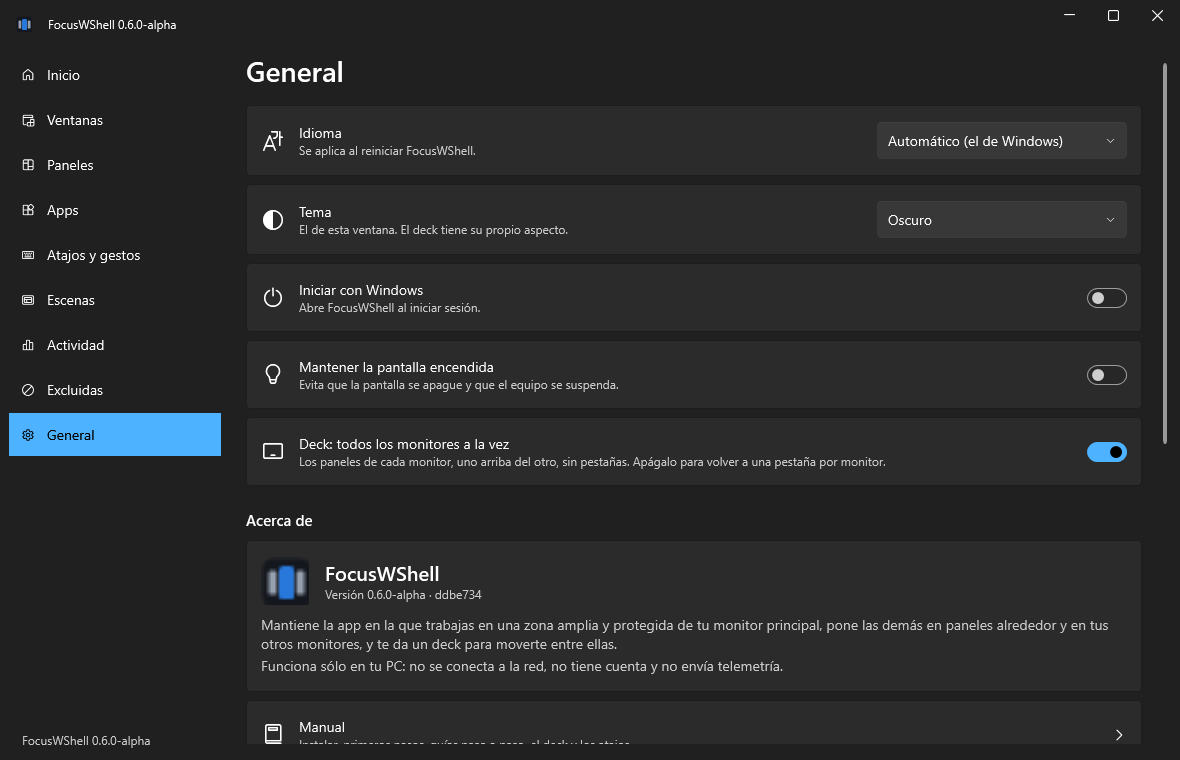 FocusWShell 0.6.0-alpha
Inicio
Ventanas
Paneles
Apps
Atajos y gestos
Escenas
Actividad
Excluidas
General
FocusWShell 0.6.0-alpha
General
Idioma
Se aplica al reiniciar FocusWShell.
Automático (el de Windows)
Tema
El de esta ventana. El deck tiene su propio aspecto.
Oscuro
Iniciar con Windows
Abre FocusWShell al iniciar sesión.
Mantener la pantalla encendida
Evita que la pantalla se apague y que el equipo se suspenda.
Deck: todos los monitores a la vez
Los paneles de cada monitor, uno arriba del otro, sin pestañas. Apágalo para volver a una pestaña por monitor.
Acerca de
FocusWShell
Versión 0.6.0-alpha · ddbe734
Mantiene la app en la que trabajas en una zona amplia y protegida de tu monitor principal, pone las demás en paneles alrededor y en tus
otros monitores, y te da un deck para moverte entre ellas.
Funciona sólo en tu PC: no se conecta a la red, no tiene cuenta y no envía telemetría.
Manual